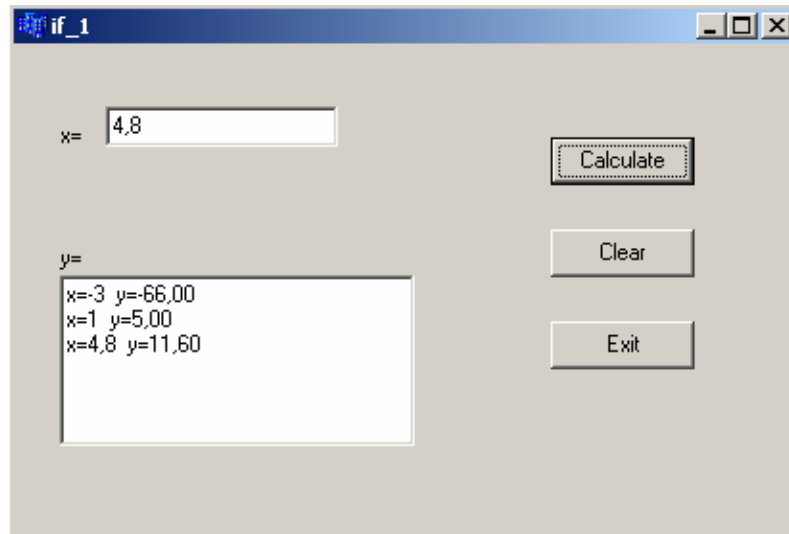 if_1
x= 4,8
Calculate
Clear
y=
x=-3 y=-66,00
x=1 y=5,00
x=4,8 y=11,60
Exit